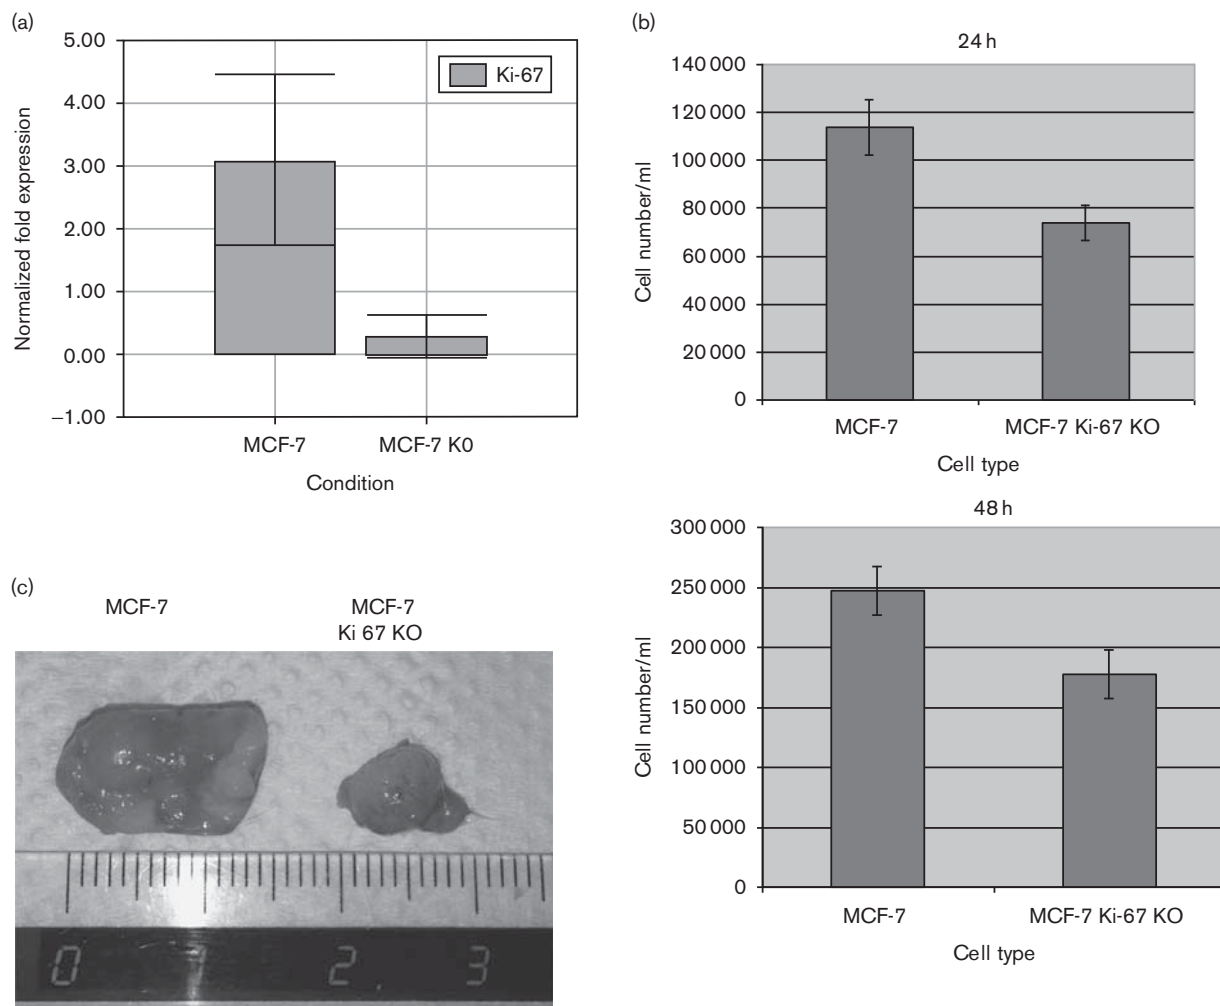 (a)
5.00
4.00
3.00
2.00
1.00
0.00
−1.00
Normalized fold expression
Ki-67
MCF-7
MCF-7 K0
Condition
(b)
24 h
140 000
120 000
100 000
80 000
60 000
40 000
20 000
0
Cell number/ml
MCF-7
MCF-7 Ki-67 KO
Cell type
48 h
300 000
250 000
200 000
150 000
100 000
50 000
0
Cell number/ml
MCF-7
MCF-7 Ki-67 KO
Cell type
(c)
MCF-7
MCF-7
Ki 67 KO
0 1 2 3